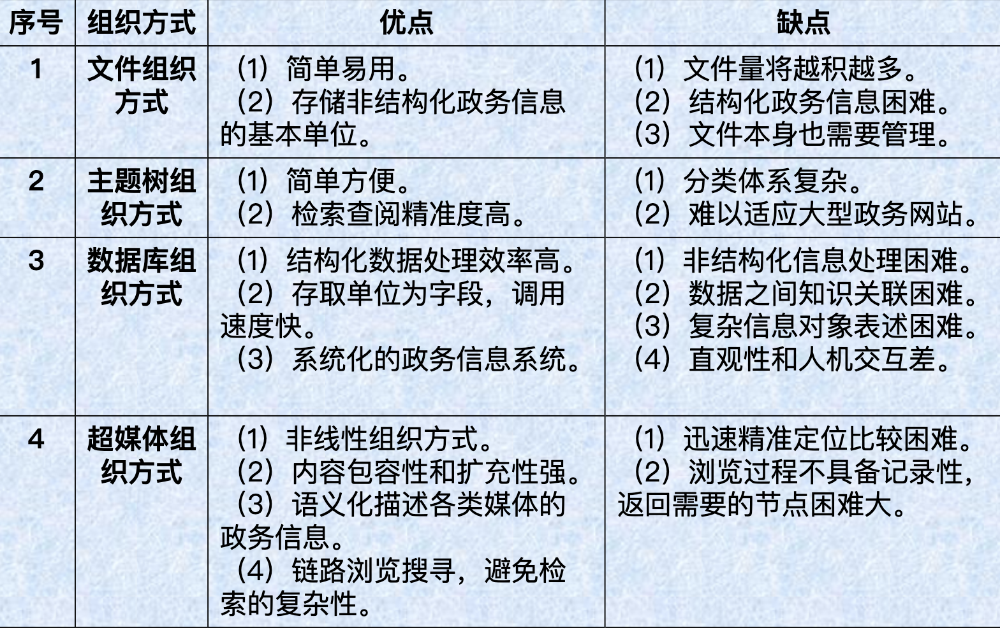 序号 组织方式 优点 缺点
1
文件组织
方式
（1）简单易用。
（2）存储非结构化政务信息
的基本单位。
（1）文件量将越积越多。
（2）结构化政务信息困难。
（3）文件本身也需要管理。
2
主题树组
织方式
（1）简单方便。
（2）检索查阅精准度高。
（1）分类体系复杂。
（2）难以适应大型政务网站。
3
数据库组
织方式
（1）结构化数据处理效率高。
（2）存取单位为字段，调用
速度快。
（3）系统化的政务信息系统。
（1）非结构化信息处理困难。
（2）数据之间知识关联困难。
（3）复杂信息对象表述困难。
（4）直观性和人机交互差。
4
超媒体组
织方式
（1）非线性组织方式。
（2）内容包容性和扩充性强。
（3）语义化描述各类媒体的
政务信息。
（4）链路浏览搜寻，避免检
索的复杂性。
（1）迅速精准定位比较困难。
（2）浏览过程不具备记录性，
返回需要的节点困难大。